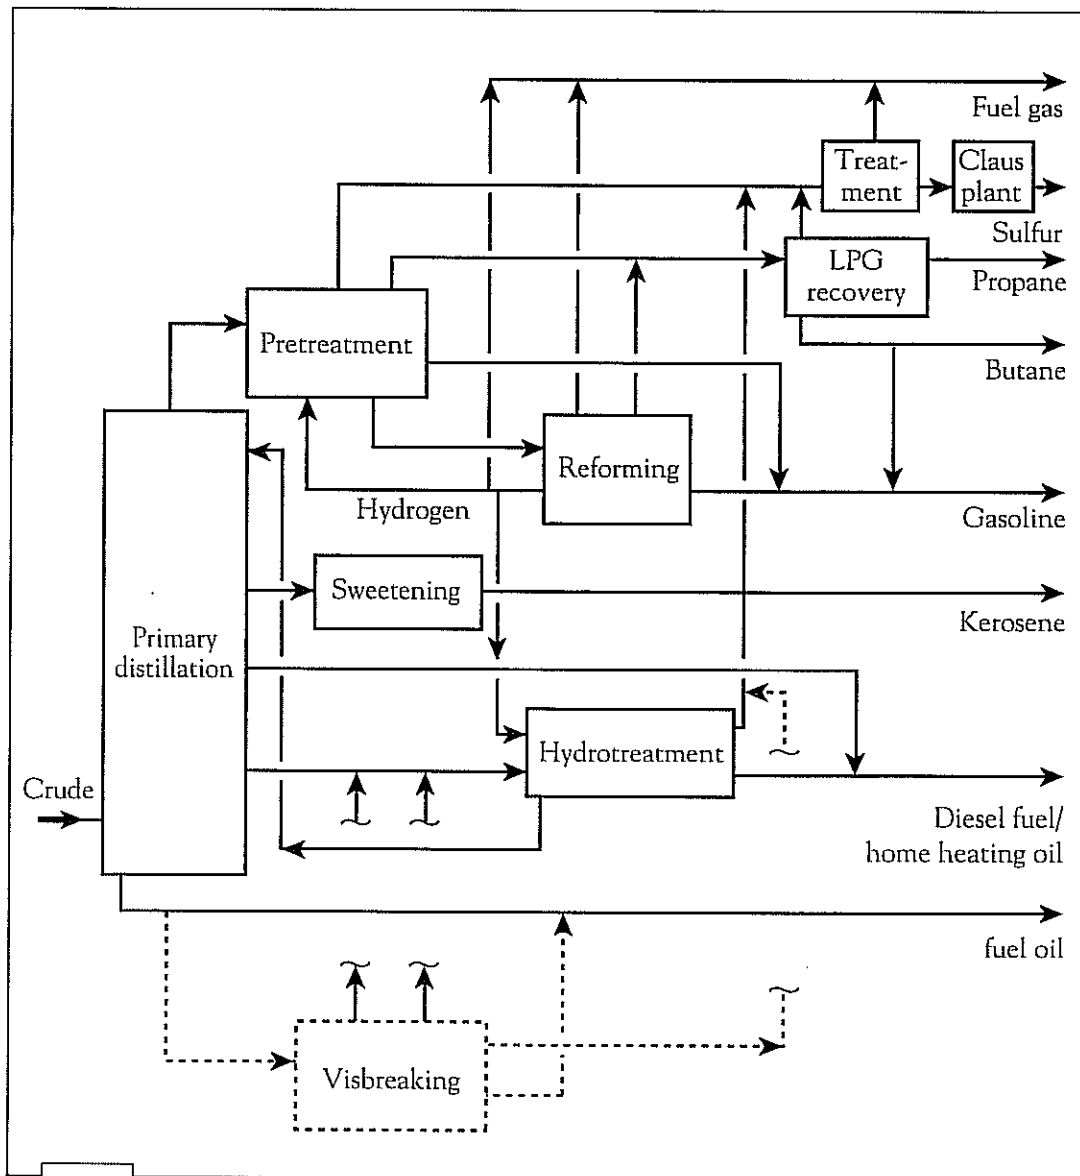 Fuel gas
Treat-
ment
Claus
plant
Sulfur
LPG
recovery
Propane
Pretreatment
Butane
Reforming
Hydrogen
Gasoline
Sweetening
Kerosene
Primary
distillation
Hydrotreatment
Crude
Diesel fuel/
home heating oil
fuel oil
Visbreaking